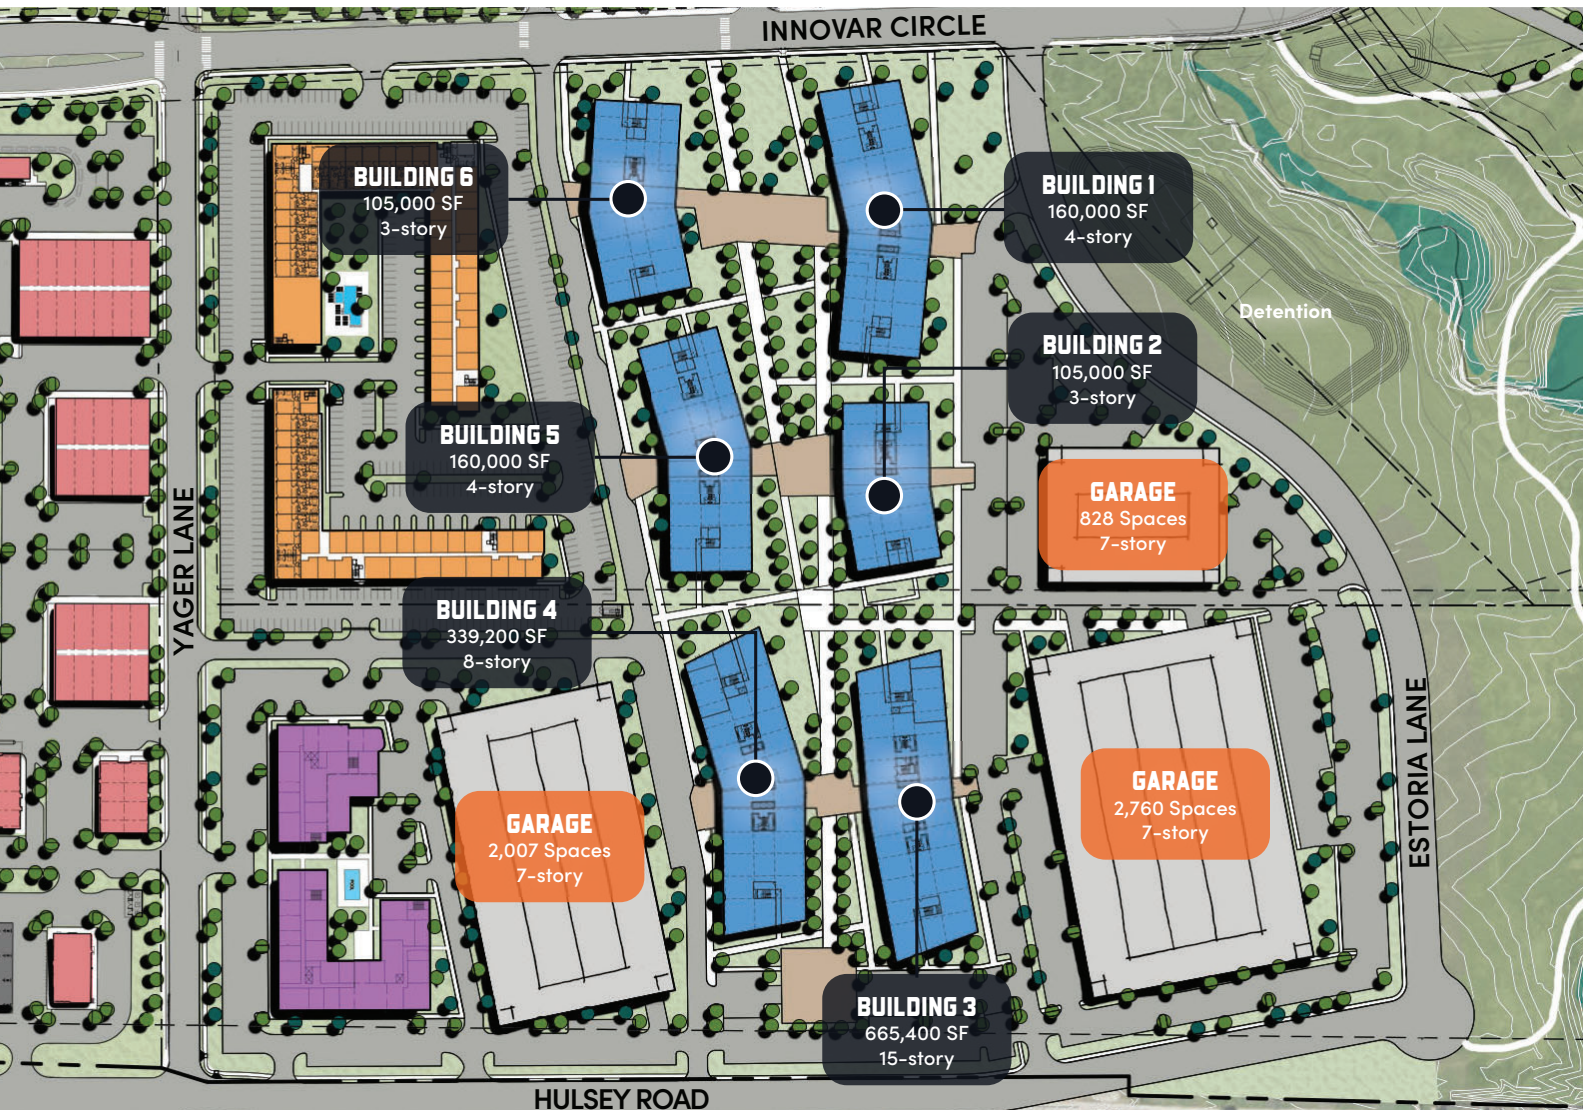 INNOVAR CIRCLE
BUILDING 6
105,000 SF
3-story
BUILDING 1
160,000 SF
4-story
Detention
BUILDING 2
105,000 SF
3-story
BUILDING 5
160,000 SF
4-story
GARAGE
828 Spaces
7-story
YAGER LANE
BUILDING 4
339,200 SF
8-story
ESTORIA LANE
GARAGE
2,760 Spaces
7-story
GARAGE
2,007 Spaces
7-story
POOL
BUILDING 3
665,400 SF
15-story
HULSEY ROAD